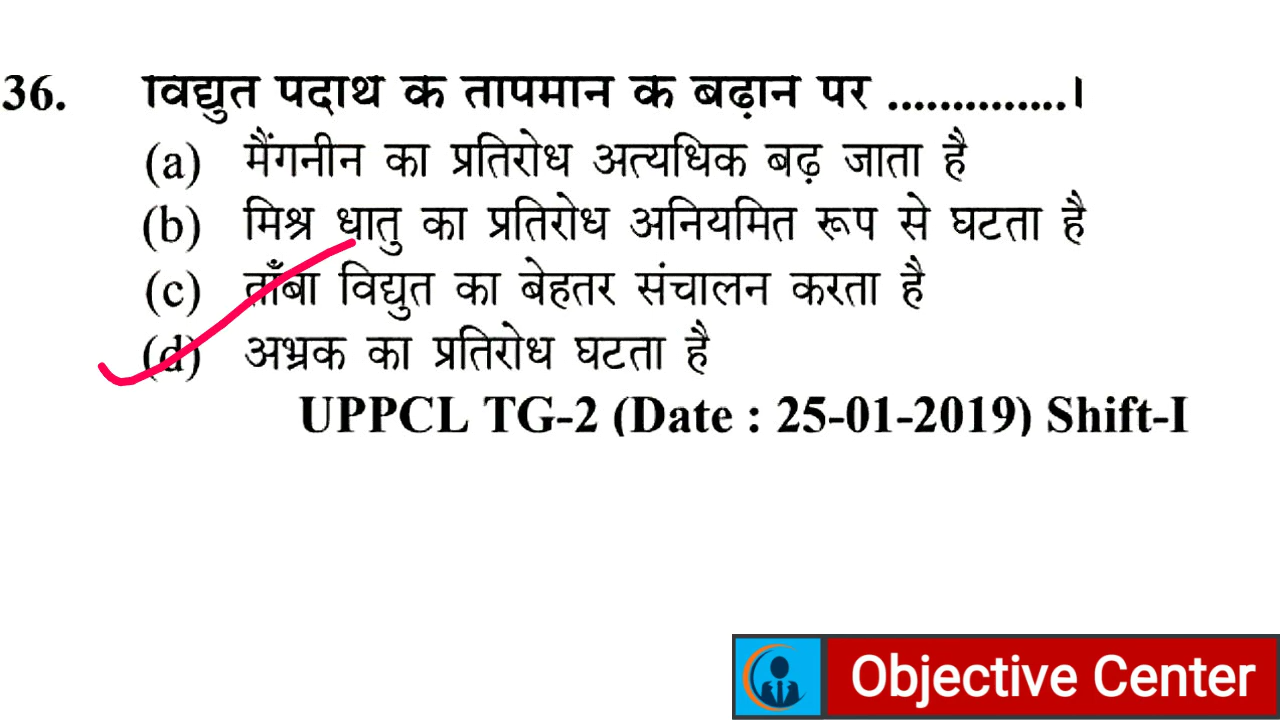 36. विद्युत पदार्थ के तापमान के बढ़ाने पर ..............।
(a) मैंगनीन का प्रतिरोध अत्यधिक बढ़ जाता है
(b) मिश्र धातु का प्रतिरोध अनियमित रूप से घटता है
(c) ताँबा विद्युत का बेहतर संचालन करता है
(d) अभ्रक का प्रतिरोध घटता है
UPPCL TG-2 (Date : 25-01-2019) Shift-I
Objective Center